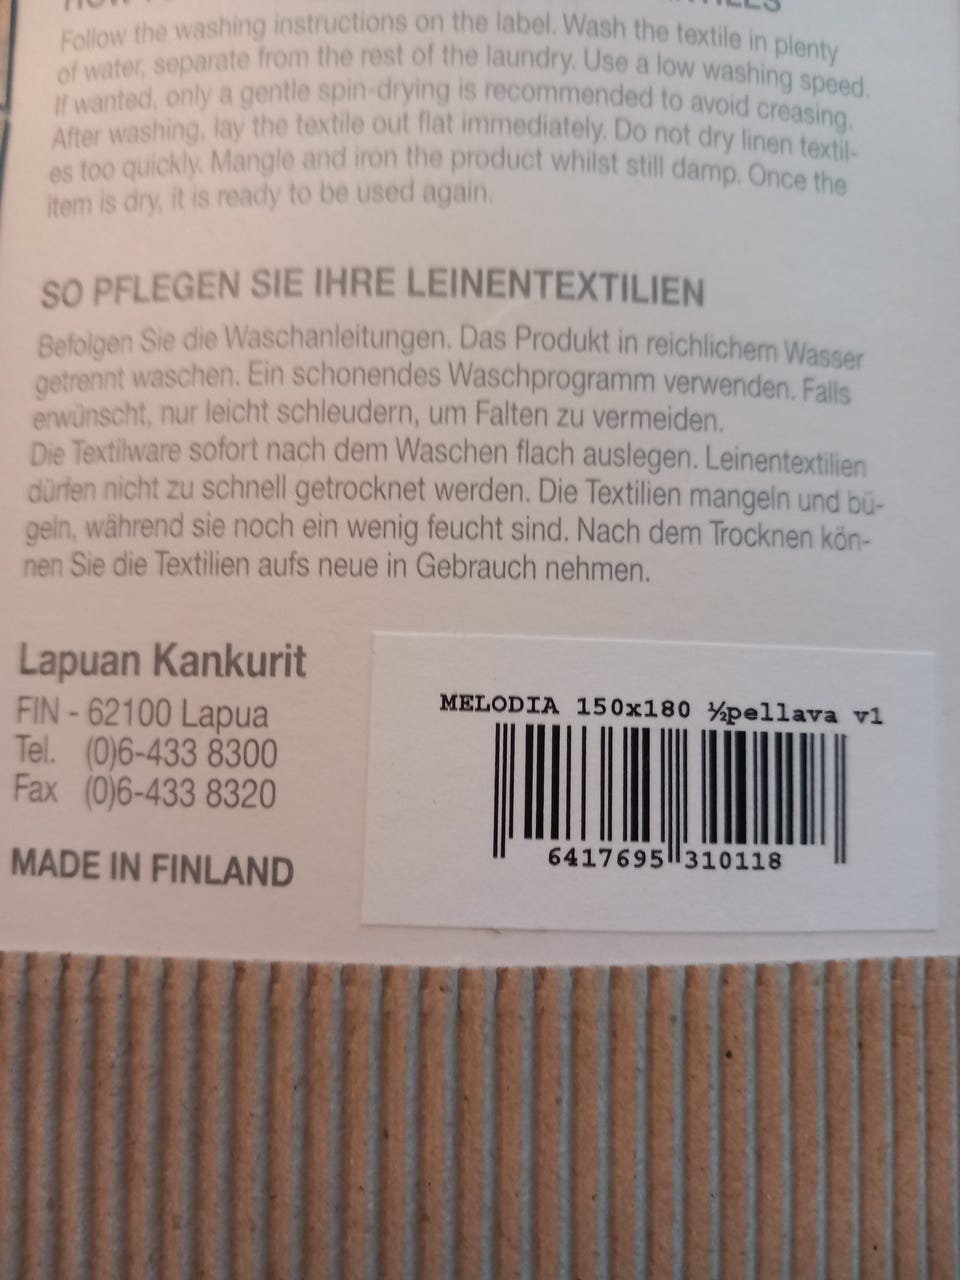 Follow the washing instructions on the label. Wash the textile in plenty
of water, separate from the rest of the laundry. Use a low washing speed.
If wanted, only a gentle spin-drying is recommended to avoid creasing.
After washing, lay the textile out flat immediately. Do not dry linen textil-
es too quickly. Mangle and iron the product whilst still damp. Once the
item is dry, it is ready to be used again.
SO PFLEGEN SIE IHRE LEINENTEXTILIEN
Befolgen Sie die Waschanleitungen. Das Produkt in reichlichem Wasser
getrennt waschen. Ein schonendes Waschprogramm verwenden. Falls
erwünscht, nur leicht schleudern, um Falten zu vermeiden.
Die Textilware sofort nach dem Waschen flach auslegen. Leinentextilien
dürfen nicht zu schnell getrocknet werden. Die Textilien mangeln und bü-
geln, während sie noch ein wenig feucht sind. Nach dem Trocknen kön-
nen Sie die Textilien aufs neue in Gebrauch nehmen.
Lapuan Kankurit
FIN - 62100 Lapua
Tel. (0)6-433 8300
Fax (0)6-433 8320
MADE IN FINLAND
MELODIA 150x180 ½pellava v1
6417695 310118